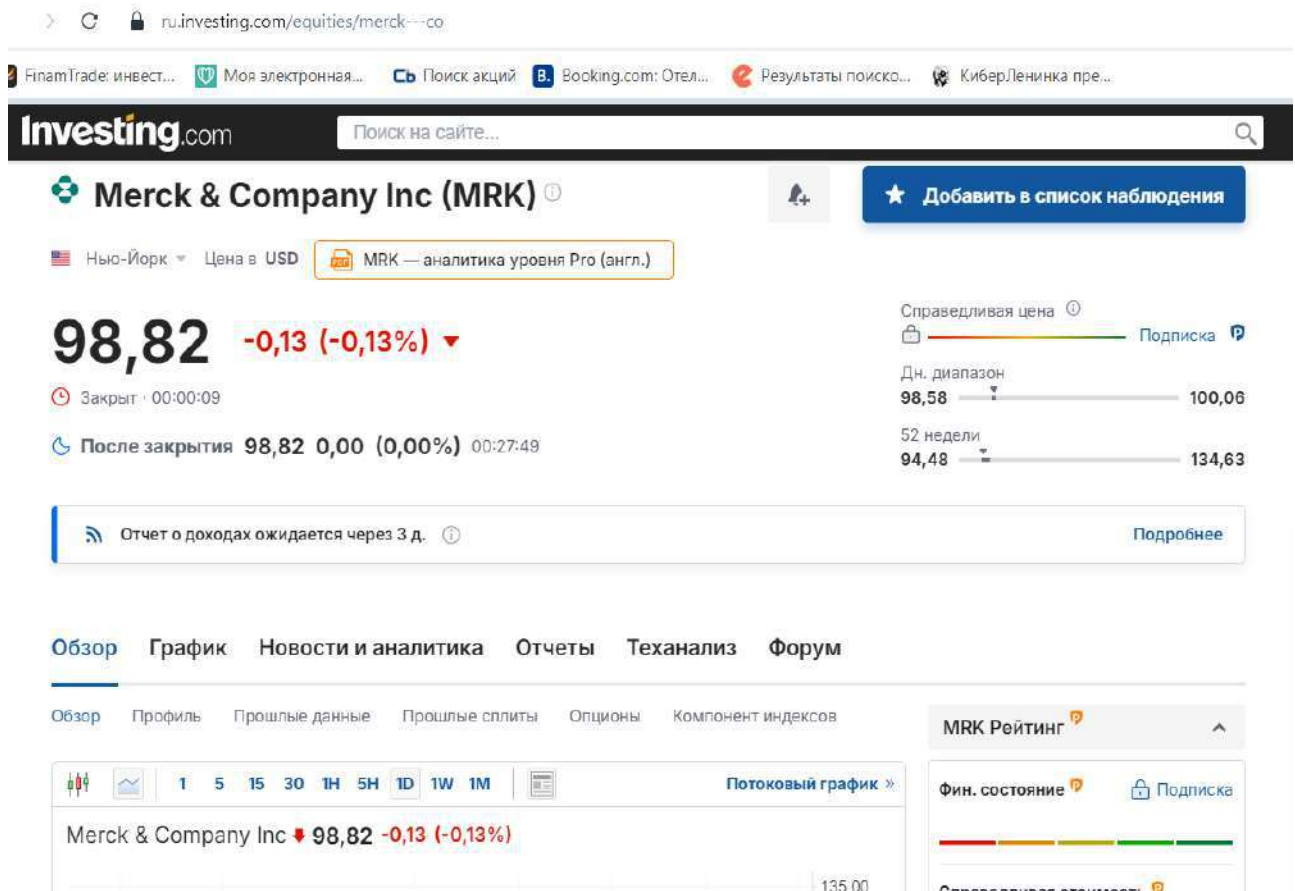 ru.investing.com/equities/merck---co
FinamTrade: инвест... Моя электронная... Сь Поиск акций B. Booking.com: Отел... Результаты поиско... КиберЛенинка пре...
Investing.com Поиск на сайте...
Merck & Company Inc (MRK) Добавить в список наблюдения
Нью-Йорк Цена в USD PDF MRK — аналитика уровня Pro (англ.)
Справедливая цена
98,82 -0,13 (-0,13%) Подписка
Дн. диапазон
Закрыт · 00:00:09 98,58 100,06
52 недели
После закрытия 98,82 0,00 (0,00%) 00:27:49 94,48 134,63
Отчет о доходах ожидается через 3 д. Подробнее
Обзор График Новости и аналитика Отчеты Теханализ Форум
Обзор Профиль Прошлые данные Прошлые сплиты Опционы Компонент индексов
MRK Рейтинг
1 5 15 30 1H 5H 1D 1W 1M Потоковый график »
Фин. состояние Подписка
Merck & Company Inc 98,82 -0,13 (-0,13%)
135,00
Справедливая стоимость